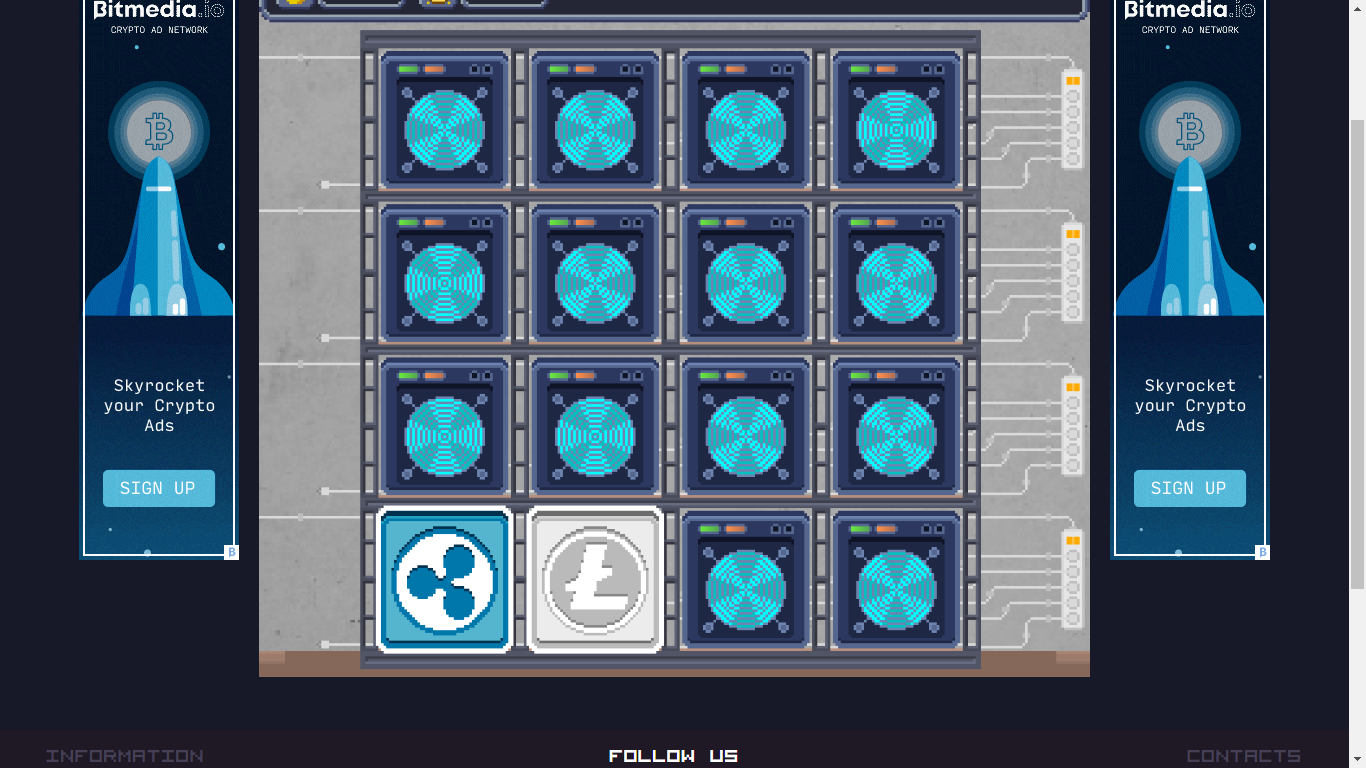 Bitmedia.io
CRYPTO AD NETWORK
Skyrocket
your Crypto
Ads
SIGN UP
Bitmedia.io
CRYPTO AD NETWORK
Skyrocket
your Crypto
Ads
SIGN UP
INFORMATION
FOLLOW US
CONTACTS